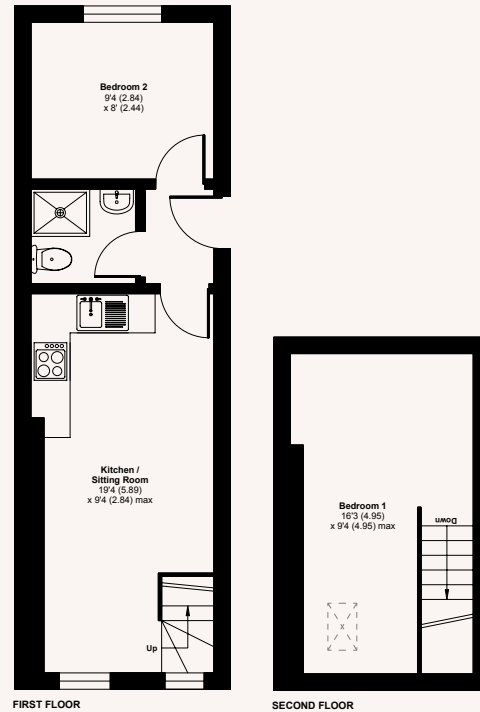 Bedroom 2
9'4 (2.84)
x 8' (2.44)
Kitchen /
Sitting Room
19'4 (5.89)
x 9'4 (2.84) max
Up
FIRST FLOOR
Bedroom 1
16'3 (4.95)
x 9'4 (4.95) max
Down
SECOND FLOOR